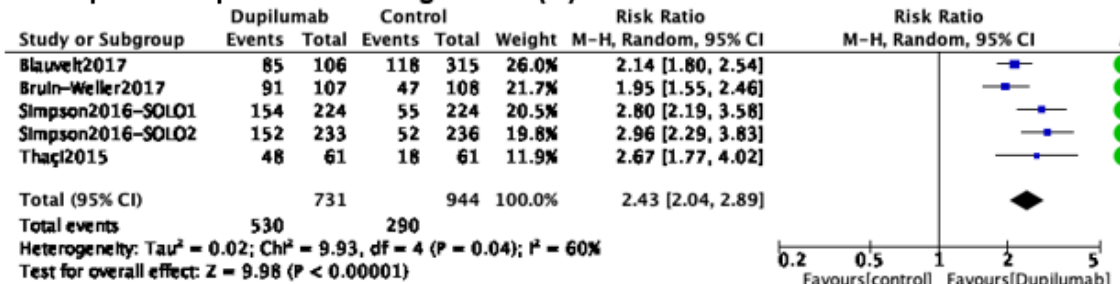 Dupilumab Control Risk Ratio Risk Ratio
Study or Subgroup Events Total Events Total Weight M-H, Random, 95% CI M-H, Random, 95% CI
Blauvelt2017 85 106 118 315 26.0% 2.14 [1.80, 2.54]
Bruin-Weller2017 91 107 47 108 21.7% 1.95 [1.55, 2.46]
Simpson2016-SOLO1 154 224 55 224 20.5% 2.80 [2.19, 3.58]
Simpson2016-SOLO2 152 233 52 236 19.8% 2.96 [2.29, 3.83]
Thaçi2015 48 61 18 61 11.9% 2.67 [1.77, 4.02]
Total (95% CI) 731 944 100.0% 2.43 [2.04, 2.89]
Total events 530 290
Heterogeneity: Tau² = 0.02; Chi² = 9.93, df = 4 (P = 0.04); I² = 60%
Test for overall effect: Z = 9.98 (P < 0.00001)
0.2 0.5 1 2 5
Favours[control] Favours[Dupilumab]